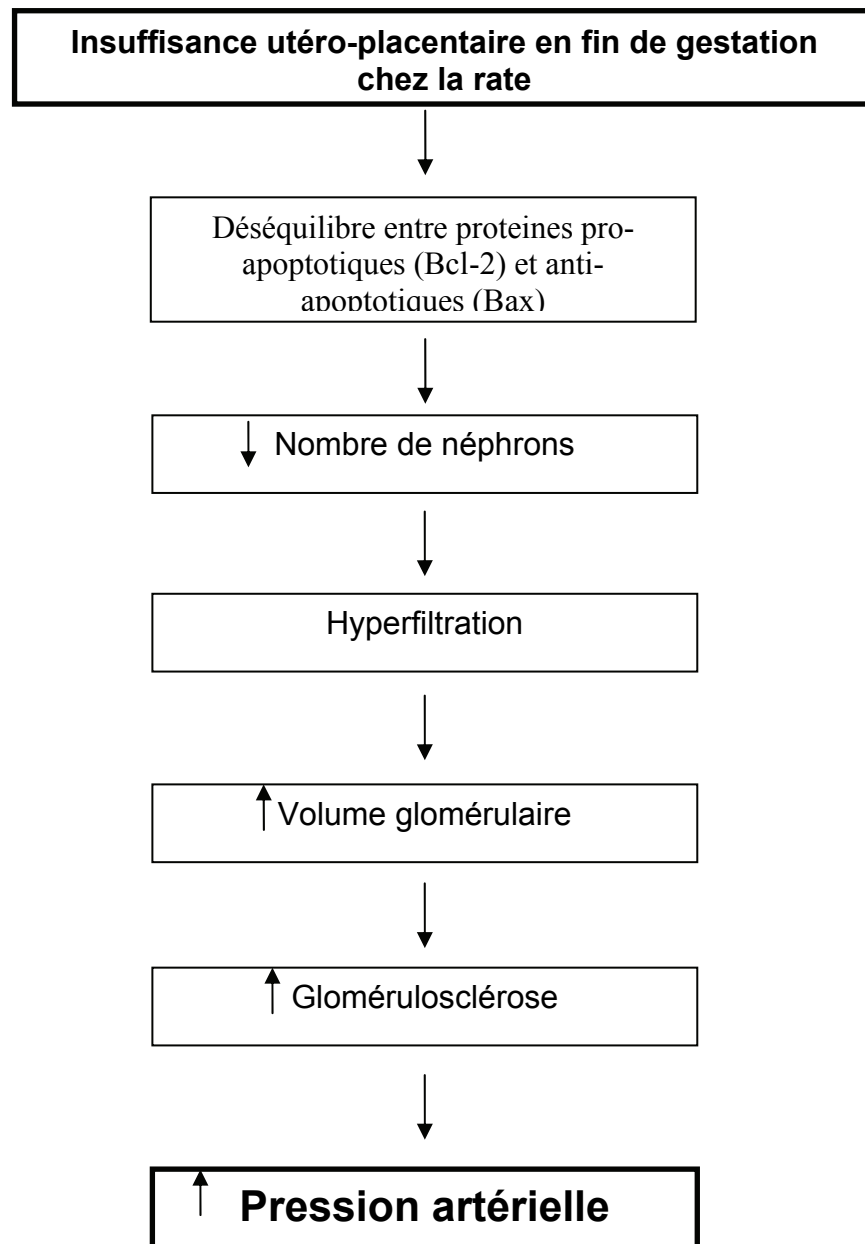 Insuffisance utéro-placentaire en fin de gestation
chez la rate
Déséquilibre entre proteines pro-
apoptotiques (Bcl-2) et anti-
apoptotiques (Bax)
Nombre de néphrons
Hyperfiltration
Volume glomérulaire
Glomérulosclérose
Pression artérielle